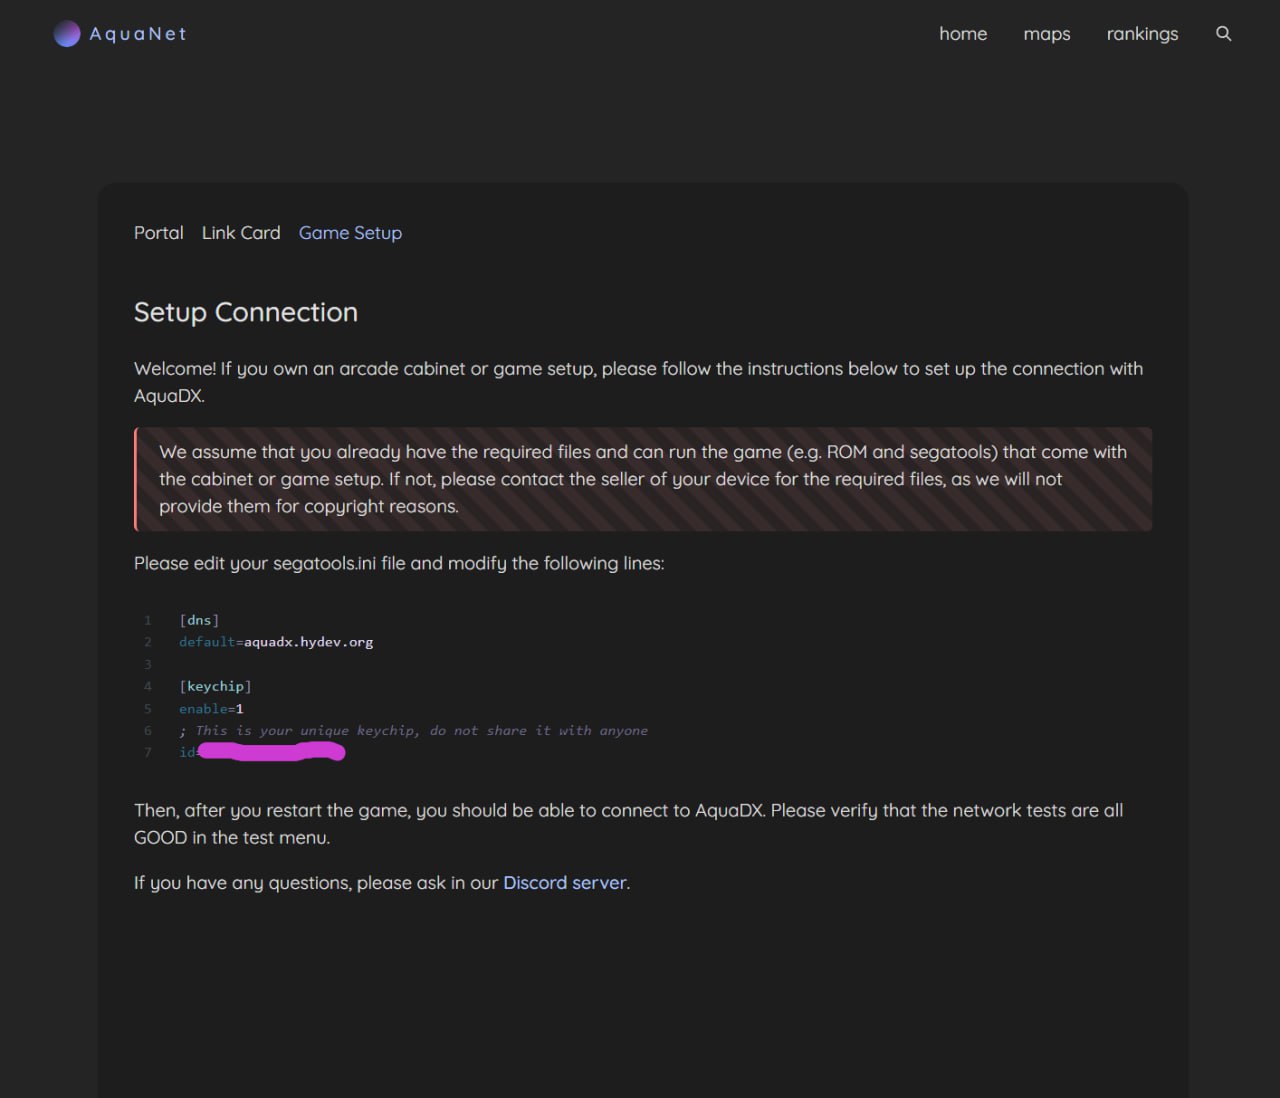 AquaNet
home maps rankings
Portal Link Card Game Setup
Setup Connection
Welcome! If you own an arcade cabinet or game setup, please follow the instructions below to set up the connection with
AquaDX.
We assume that you already have the required files and can run the game (e.g. ROM and segatools) that come with
the cabinet or game setup. If not, please contact the seller of your device for the required files, as we will not
provide them for copyright reasons.
Please edit your segatools.ini file and modify the following lines:
1 [dns]
2 default=aquadx.hydev.org
3
4 [keychip]
5 enable=1
6 ; This is your unique keychip, do not share it with anyone
7 id=
Then, after you restart the game, you should be able to connect to AquaDX. Please verify that the network tests are all
GOOD in the test menu.
If you have any questions, please ask in our Discord server.